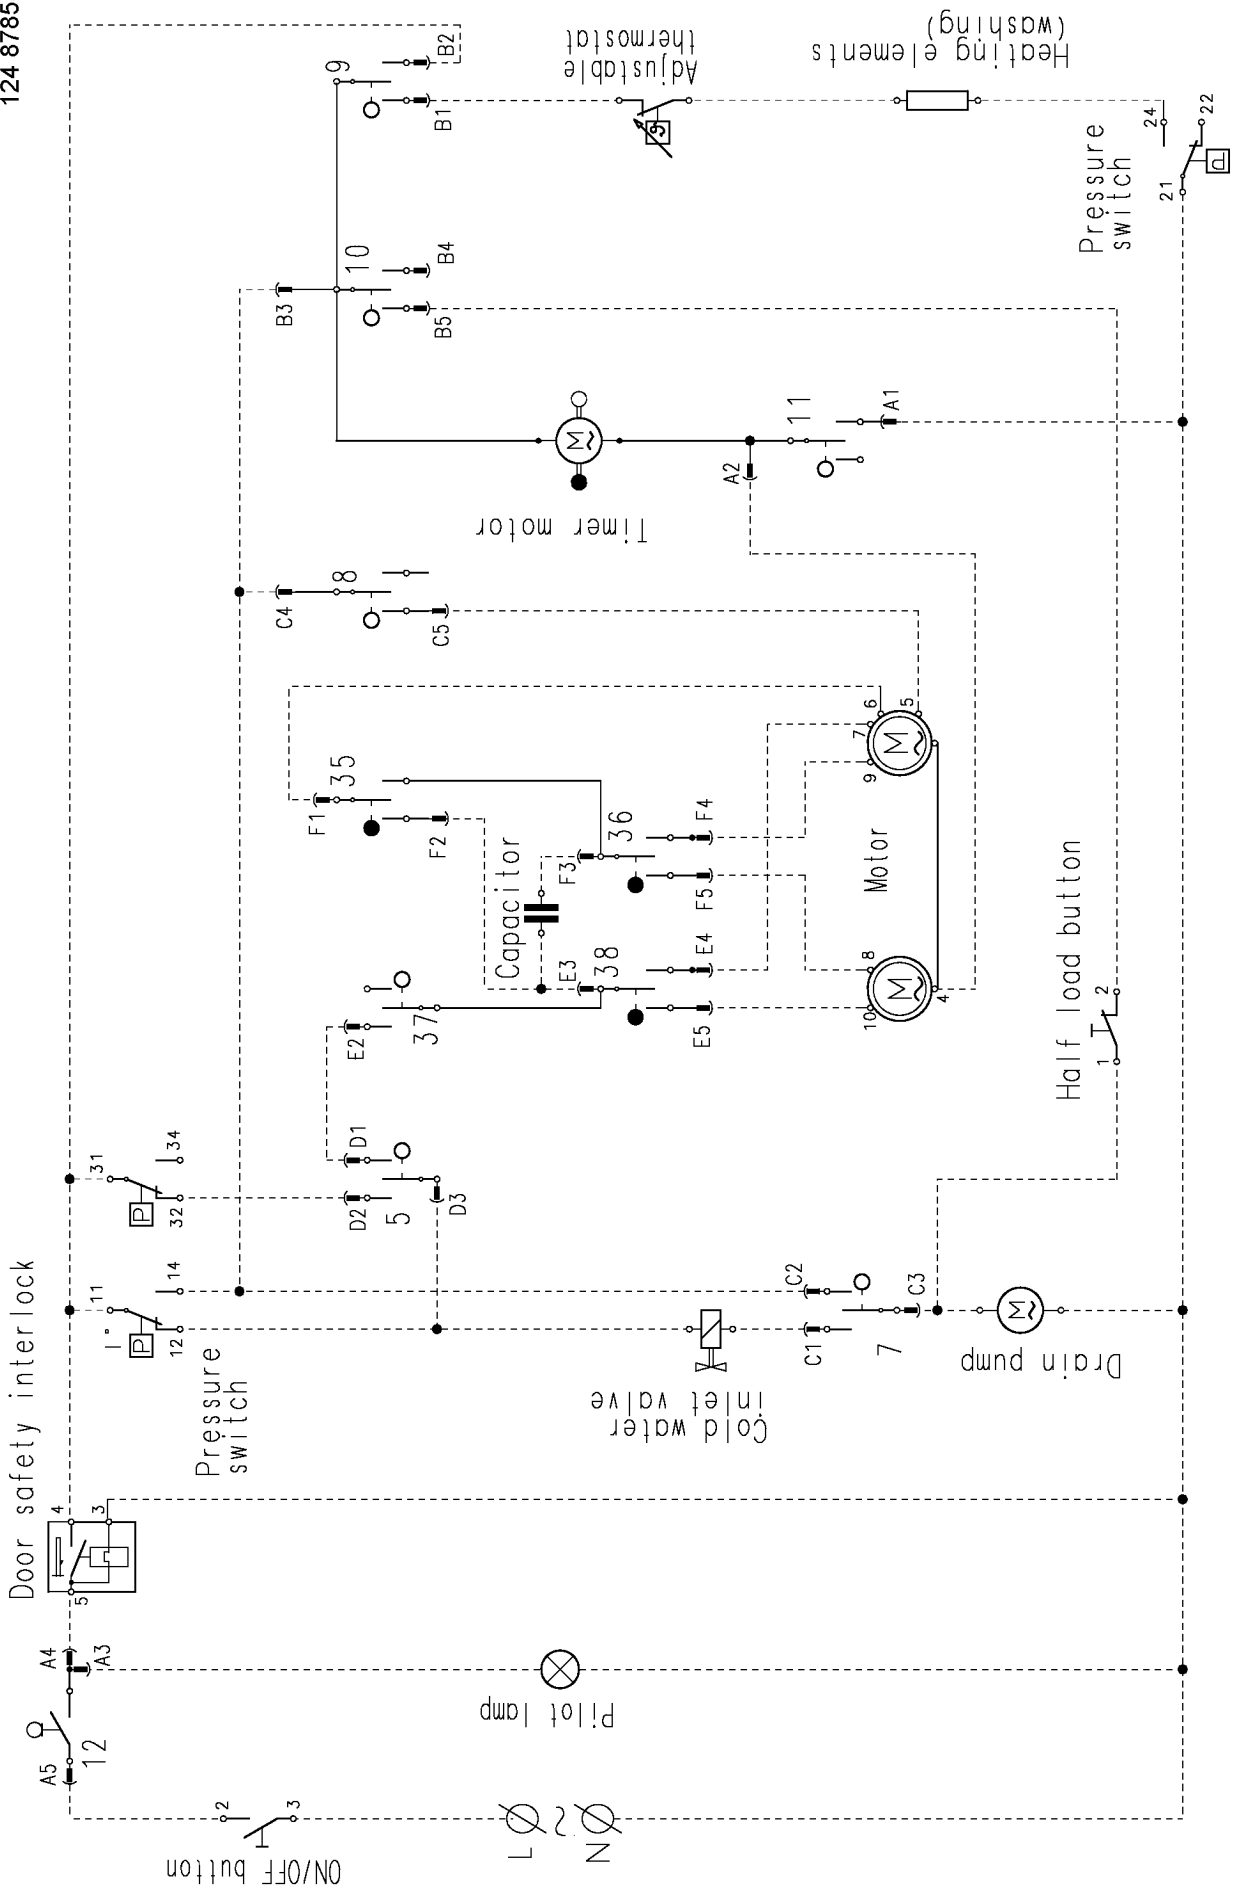 124 8785
Door safety interlock
A5
12
A4
A3
5
4
3
11
1°
P
12
14
Pressure
switch
31
P
32
34
ON/OFF button
2
3
L
N
Pilot lamp
Cold water
inlet valve
D2
D1
5
D3
E2
37
C1
C2
7
C3
Drain pump
Capacitor
E3
38
E5
E4
F3
36
F5
F4
F1
35
F2
C4
8
C5
10
8
4
M
Motor
9
7
6
5
M
Half load button
1
2
Timer motor
M
A2
11
A1
B3
10
B5
B4
9
B1
B2
Adjustable
thermostat
Heating elements
(washing)
Pressure
switch
21
24
22
P
M